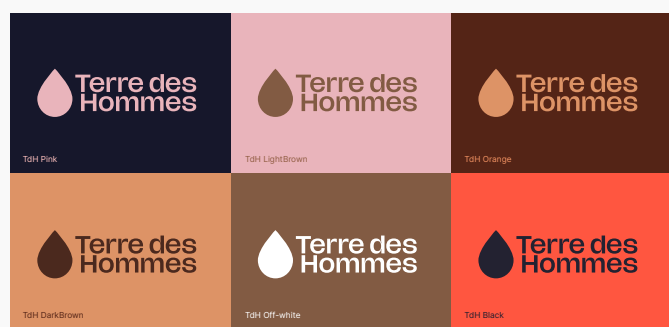 Terre des
Hommes
TdH Pink
Terre des
Hommes
TdH LightBrown
Terre des
Hommes
TdH Orange
Terre des
Hommes
TdH DarkBrown
Terre des
Hommes
TdH Off-white
Terre des
Hommes
TdH Black